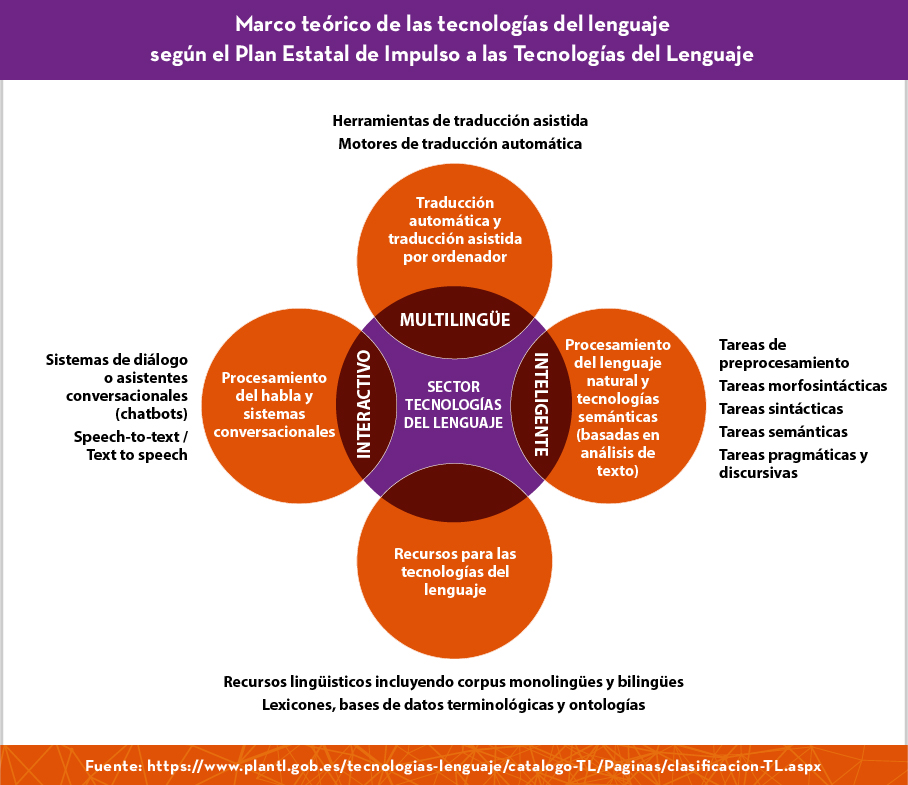 Marco teórico de las tecnologías del lenguaje
según el Plan Estatal de Impulso a las Tecnologías del Lenguaje
Herramientas de traducción asistida
Motores de traducción automática
Traducción
automática y
traducción asistida
por ordenador
MULTILINGÜE
Sistemas de diálogo
o asistentes
conversacionales
(chatbots)
Speech-to-text /
Text to speech
Procesamiento
del habla y
sistemas
conversacionales
INTERACTIVO
SECTOR
TECNOLOGÍAS
DEL LENGUAJE
INTELIGENTE
Procesamiento
del lenguaje
natural y
tecnologías
semánticas
(basadas en
análisis de
texto)
Tareas de
preprocesamiento
Tareas morfosintácticas
Tareas sintácticas
Tareas semánticas
Tareas pragmáticas y
discursivas
Recursos para las
tecnologías del
lenguaje
Recursos lingüisticos incluyendo corpus monolingües y bilingües
Lexicones, bases de datos terminológicas y ontologías
Fuente: https://www.plantl.gob.es/tecnologias-lenguaje/catalogo-TL/Paginas/clasificacion-TL.aspx